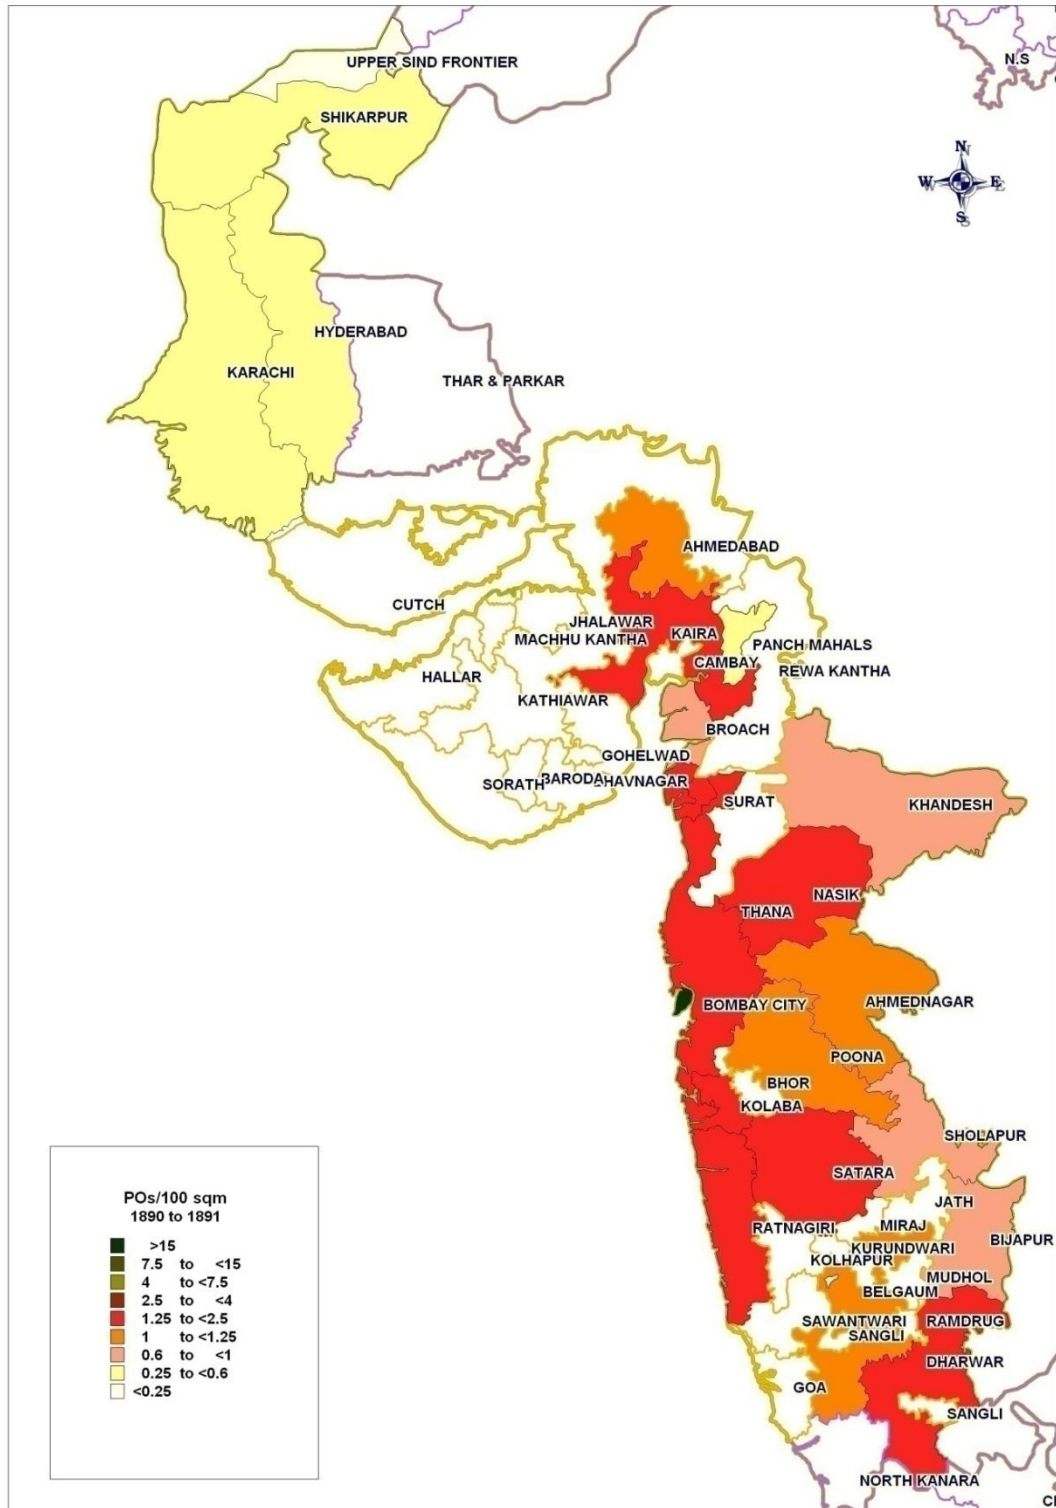 N.S
UPPER SIND FRONTIER
SHIKARPUR
N
W E
S
HYDERABAD
KARACHI
THAR & PARKAR
AHMEDABAD
CUTCH
JHALAWAR
MACHHU KANTHA
KAIRA
PANCH MAHALS
CAMBAY
REWA KANTHA
HALLAR
KATHIAWAR
BROACH
GOHELWAD
SORATH
BARODA
BHAVNAGAR
SURAT
KHANDESH
NASIK
THANA
BOMBAY CITY
AHMEDNAGAR
POONA
BHOR
KOLABA
SHOLAPUR
SATARA
JATH
RATNAGIRI
MIRAJ
BIJAPUR
KURUNDWARI
KOLHAPUR
MUDHOL
BELGAUM
SAWANTWARI
RAMDRUG
SANGLI
DHARWAR
GOA
SANGLI
NORTH KANARA
POs/100 sqm
1890 to 1891
>15
7.5 to <15
4 to <7.5
2.5 to <4
1.25 to <2.5
1 to <1.25
0.6 to <1
0.25 to <0.6
<0.25